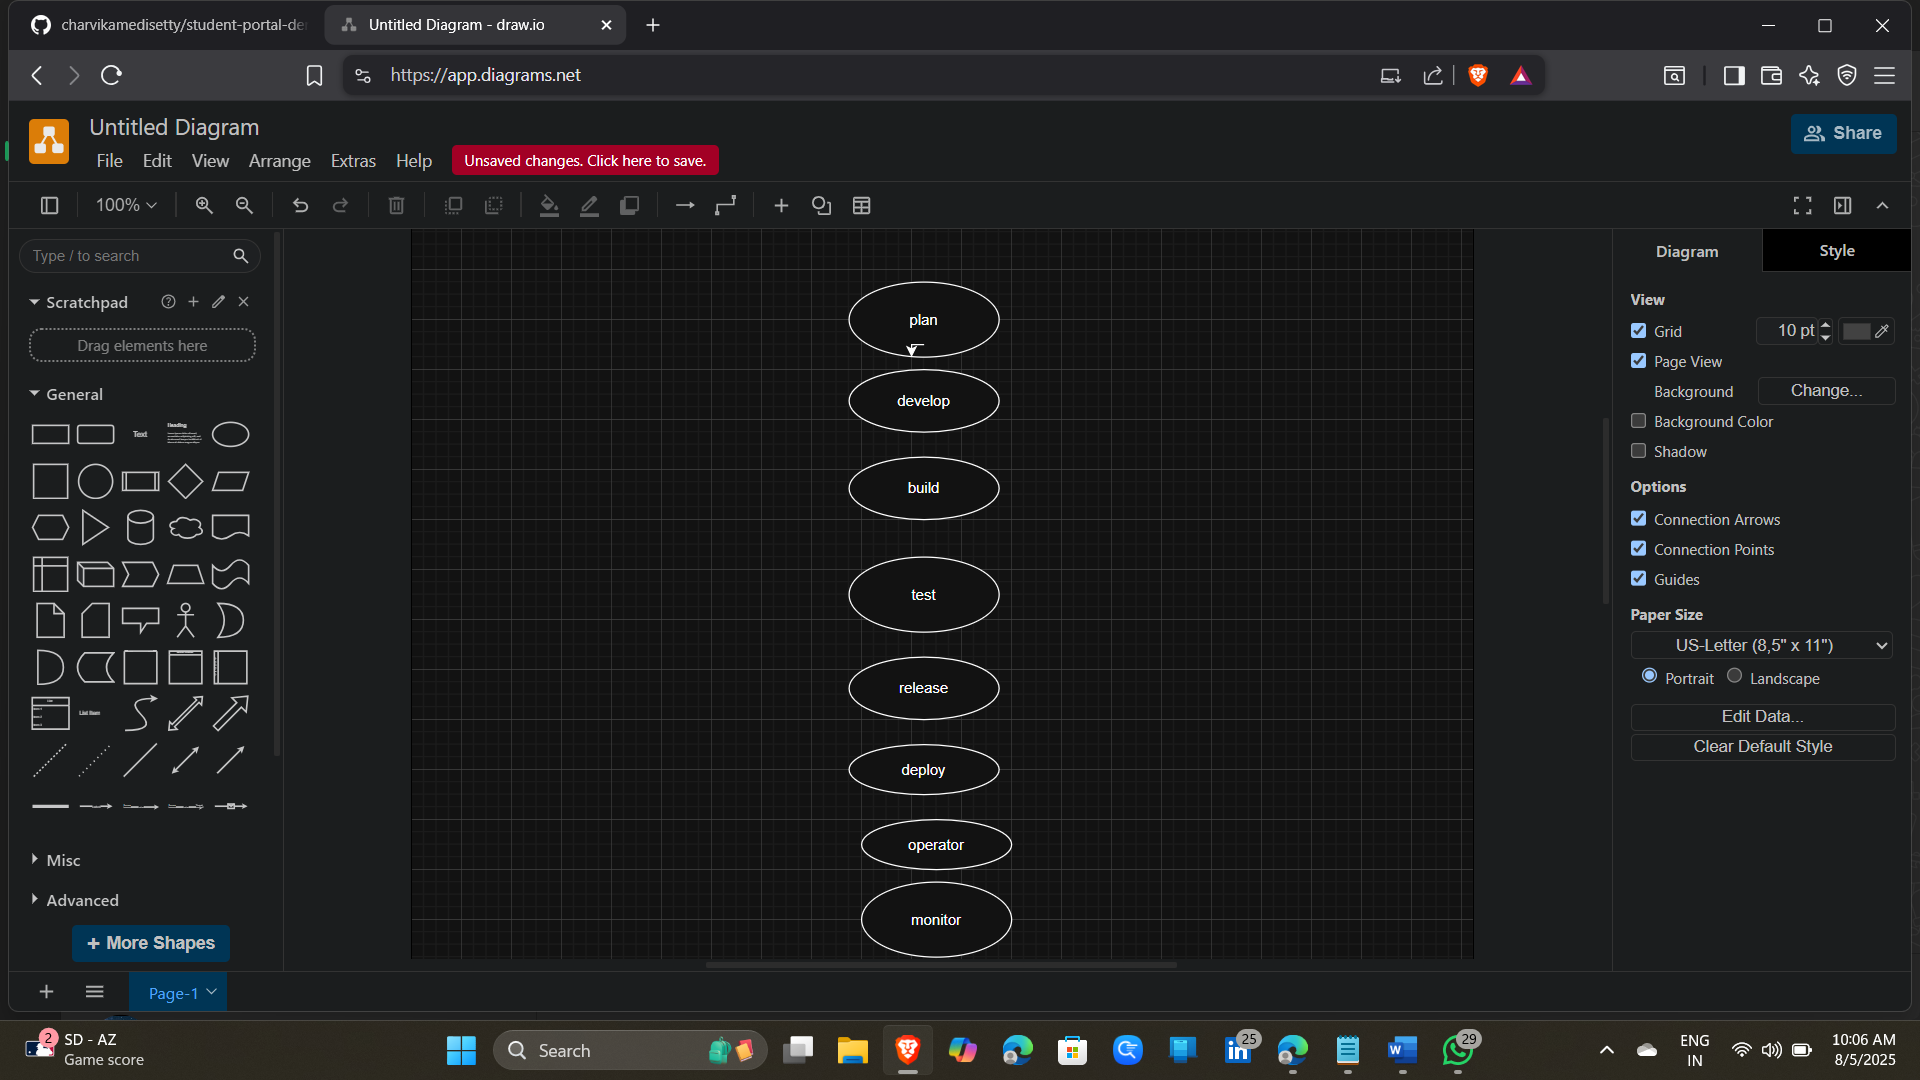 charvikamedisetty/student-portal-de
Untitled Diagram - draw.io
https://app.diagrams.net
Untitled Diagram
File Edit View Arrange Extras Help
Unsaved changes. Click here to save.
Share
100%
Type / to search
Scratchpad
Drag elements here
General
Text
Heading
List Item
Misc
Advanced
+ More Shapes
plan
develop
build
test
release
deploy
operator
monitor
Diagram
Style
View
Grid
10 pt
Page View
Background
Change...
Background Color
Shadow
Options
Connection Arrows
Connection Points
Guides
Paper Size
US-Letter (8,5" x 11")
Portrait
Landscape
Edit Data...
Clear Default Style
Page-1
2
SD - AZ
Game score
Search
25
29
ENG
IN
10:06 AM
8/5/2025